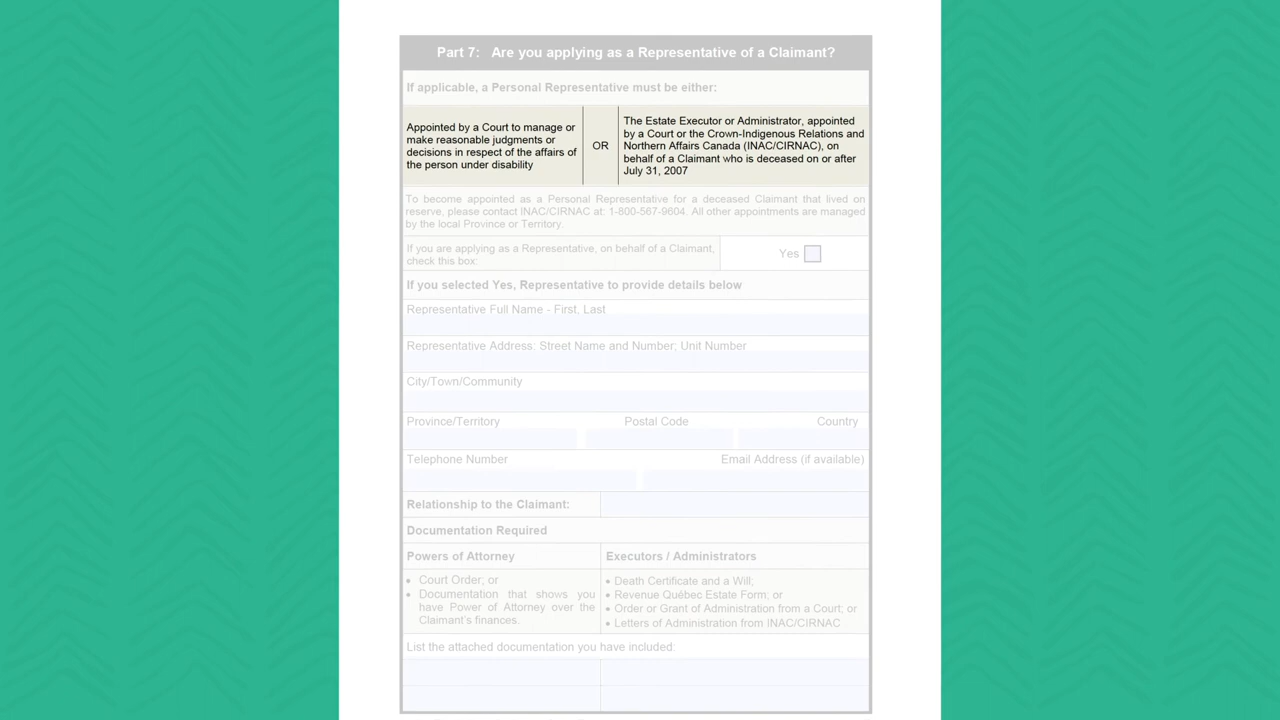 Part 7: Are you applying as a Representative of a Claimant?
If applicable, a Personal Representative must be either:
Appointed by a Court to manage or
make reasonable judgments or
decisions in respect of the affairs of
the person under disability
OR
The Estate Executor or Administrator, appointed
by a Court or the Crown-Indigenous Relations and
Northern Affairs Canada (INAC/CIRNAC), on
behalf of a Claimant who is deceased on or after
July 31, 2007
To become appointed as a Personal Representative for a deceased Claimant that lived on
reserve, please contact INAC/CIRNAC at: 1-800-567-9604. All other appointments are managed
by the local Province or Territory.
If you are applying as a Representative, on behalf of a Claimant,
check this box:
Yes
If you selected Yes, Representative to provide details below
Representative Full Name - First, Last
Representative Address; Street Name and Number; Unit Number
City/Town/Community
Province/Territory Postal Code Country
Telephone Number Email Address (if available)
Relationship to the Claimant:
Documentation Required
Powers of Attorney
• Court Order; or
• Documentation that shows you
have Power of Attorney over the
Claimant's finances.
Executors / Administrators
• Death Certificate and a Will;
• Revenue Québec Estate Form; or
• Order or Grant of Administration from a Court; or
• Letters of Administration from INAC/CIRNAC
List the attached documentation you have included: